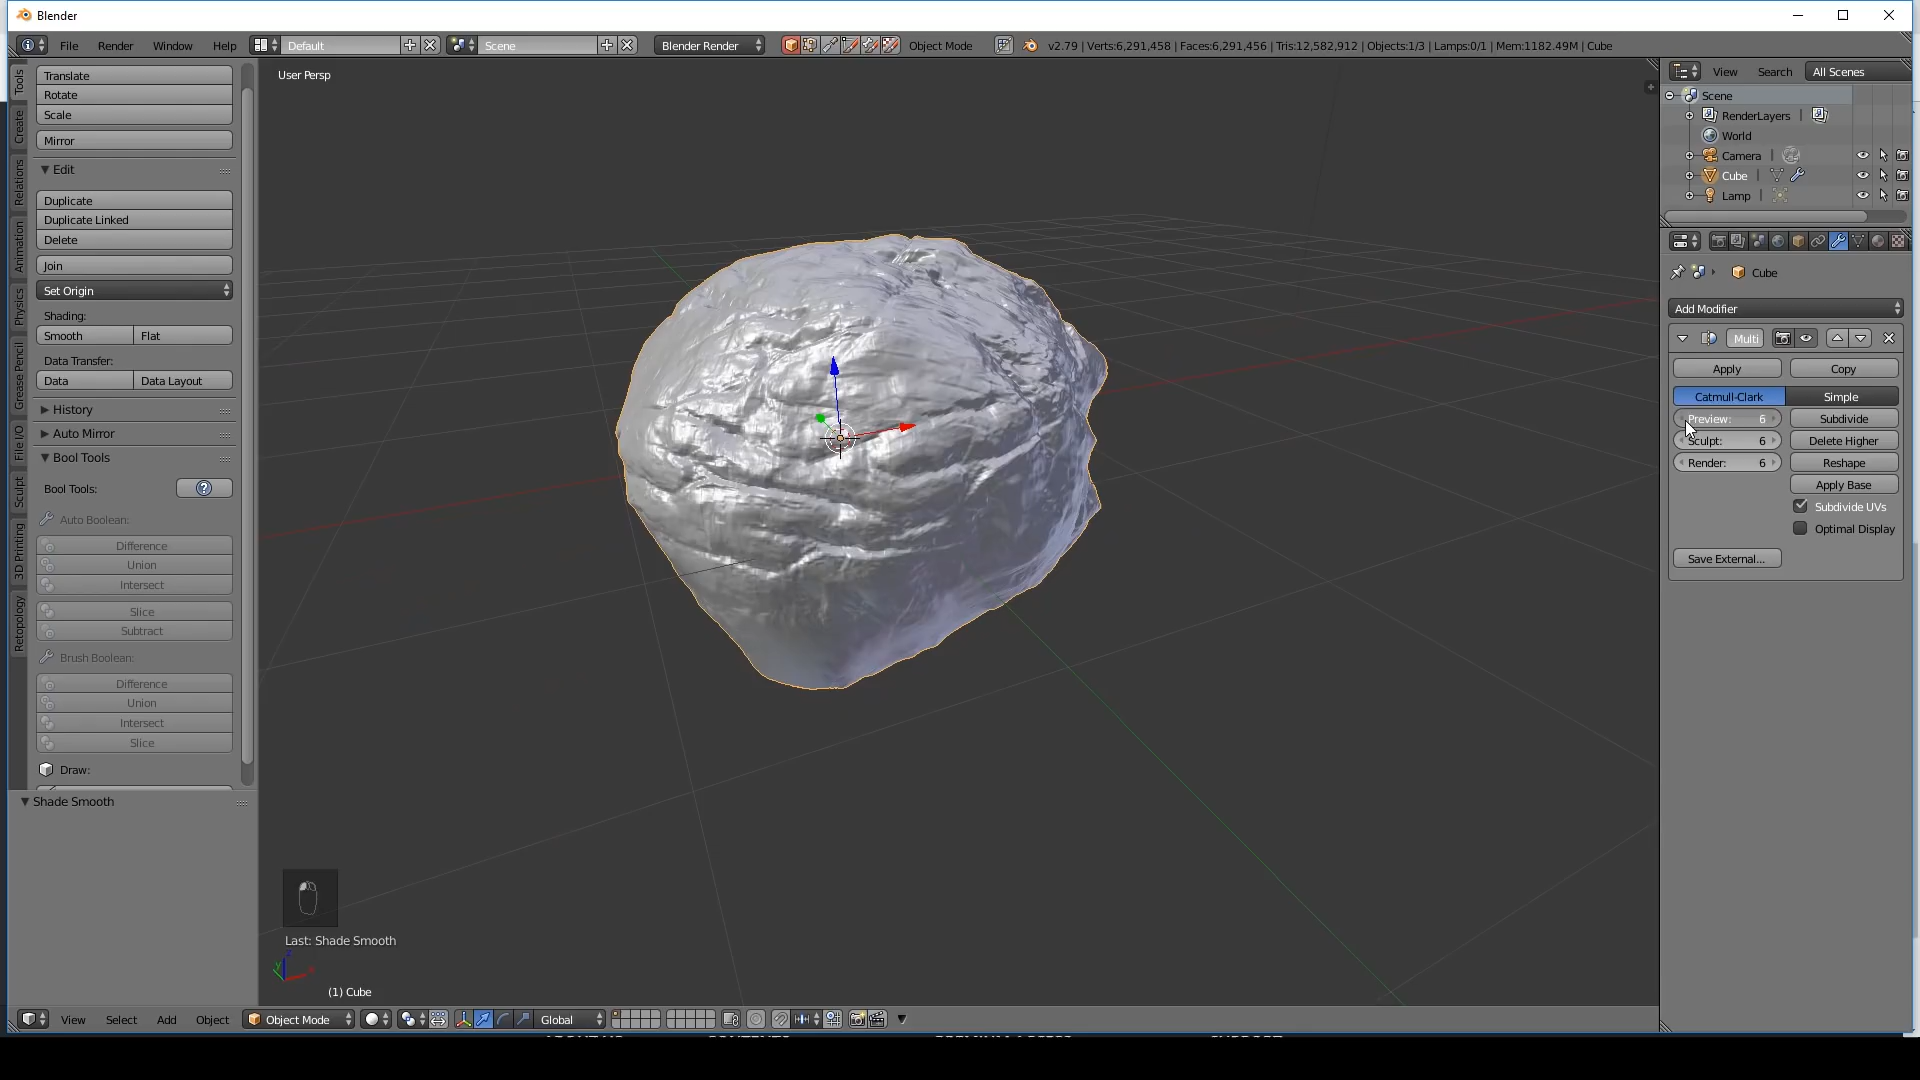 Blender
File Render Window Help Default Scene Blender Render Object Mode v2.79 | Verts:6,291,458 | Faces:6,291,456 | Tris:12,582,912 | Objects:1/3 | Lamps:0/1 | Mem:1182.49M | Cube
Tools
Create
Relations
Animation
Physics
Grease Pencil
File I/O
Sculpt
3D Printing
Retopology
Translate
Rotate
Scale
Mirror
Edit
Duplicate
Duplicate Linked
Delete
Join
Set Origin
Shading:
Smooth Flat
Data Transfer:
Data Data Layout
History
Auto Mirror
Bool Tools
Bool Tools:
Auto Boolean:
Difference
Union
Intersect
Slice
Subtract
Brush Boolean:
Difference
Union
Intersect
Slice
Draw:
Shade Smooth
User Persp
Last: Shade Smooth
(1) Cube
View Select Add Object Object Mode Global
View Search All Scenes
Scene
RenderLayers
World
Camera
Cube
Lamp
Cube
Add Modifier
Multi
Apply Copy
Catmull-Clark Simple
Preview: 6 Subdivide
Sculpt: 6 Delete Higher
Render: 6 Reshape
Apply Base
Subdivide UVs
Optimal Display
Save External...